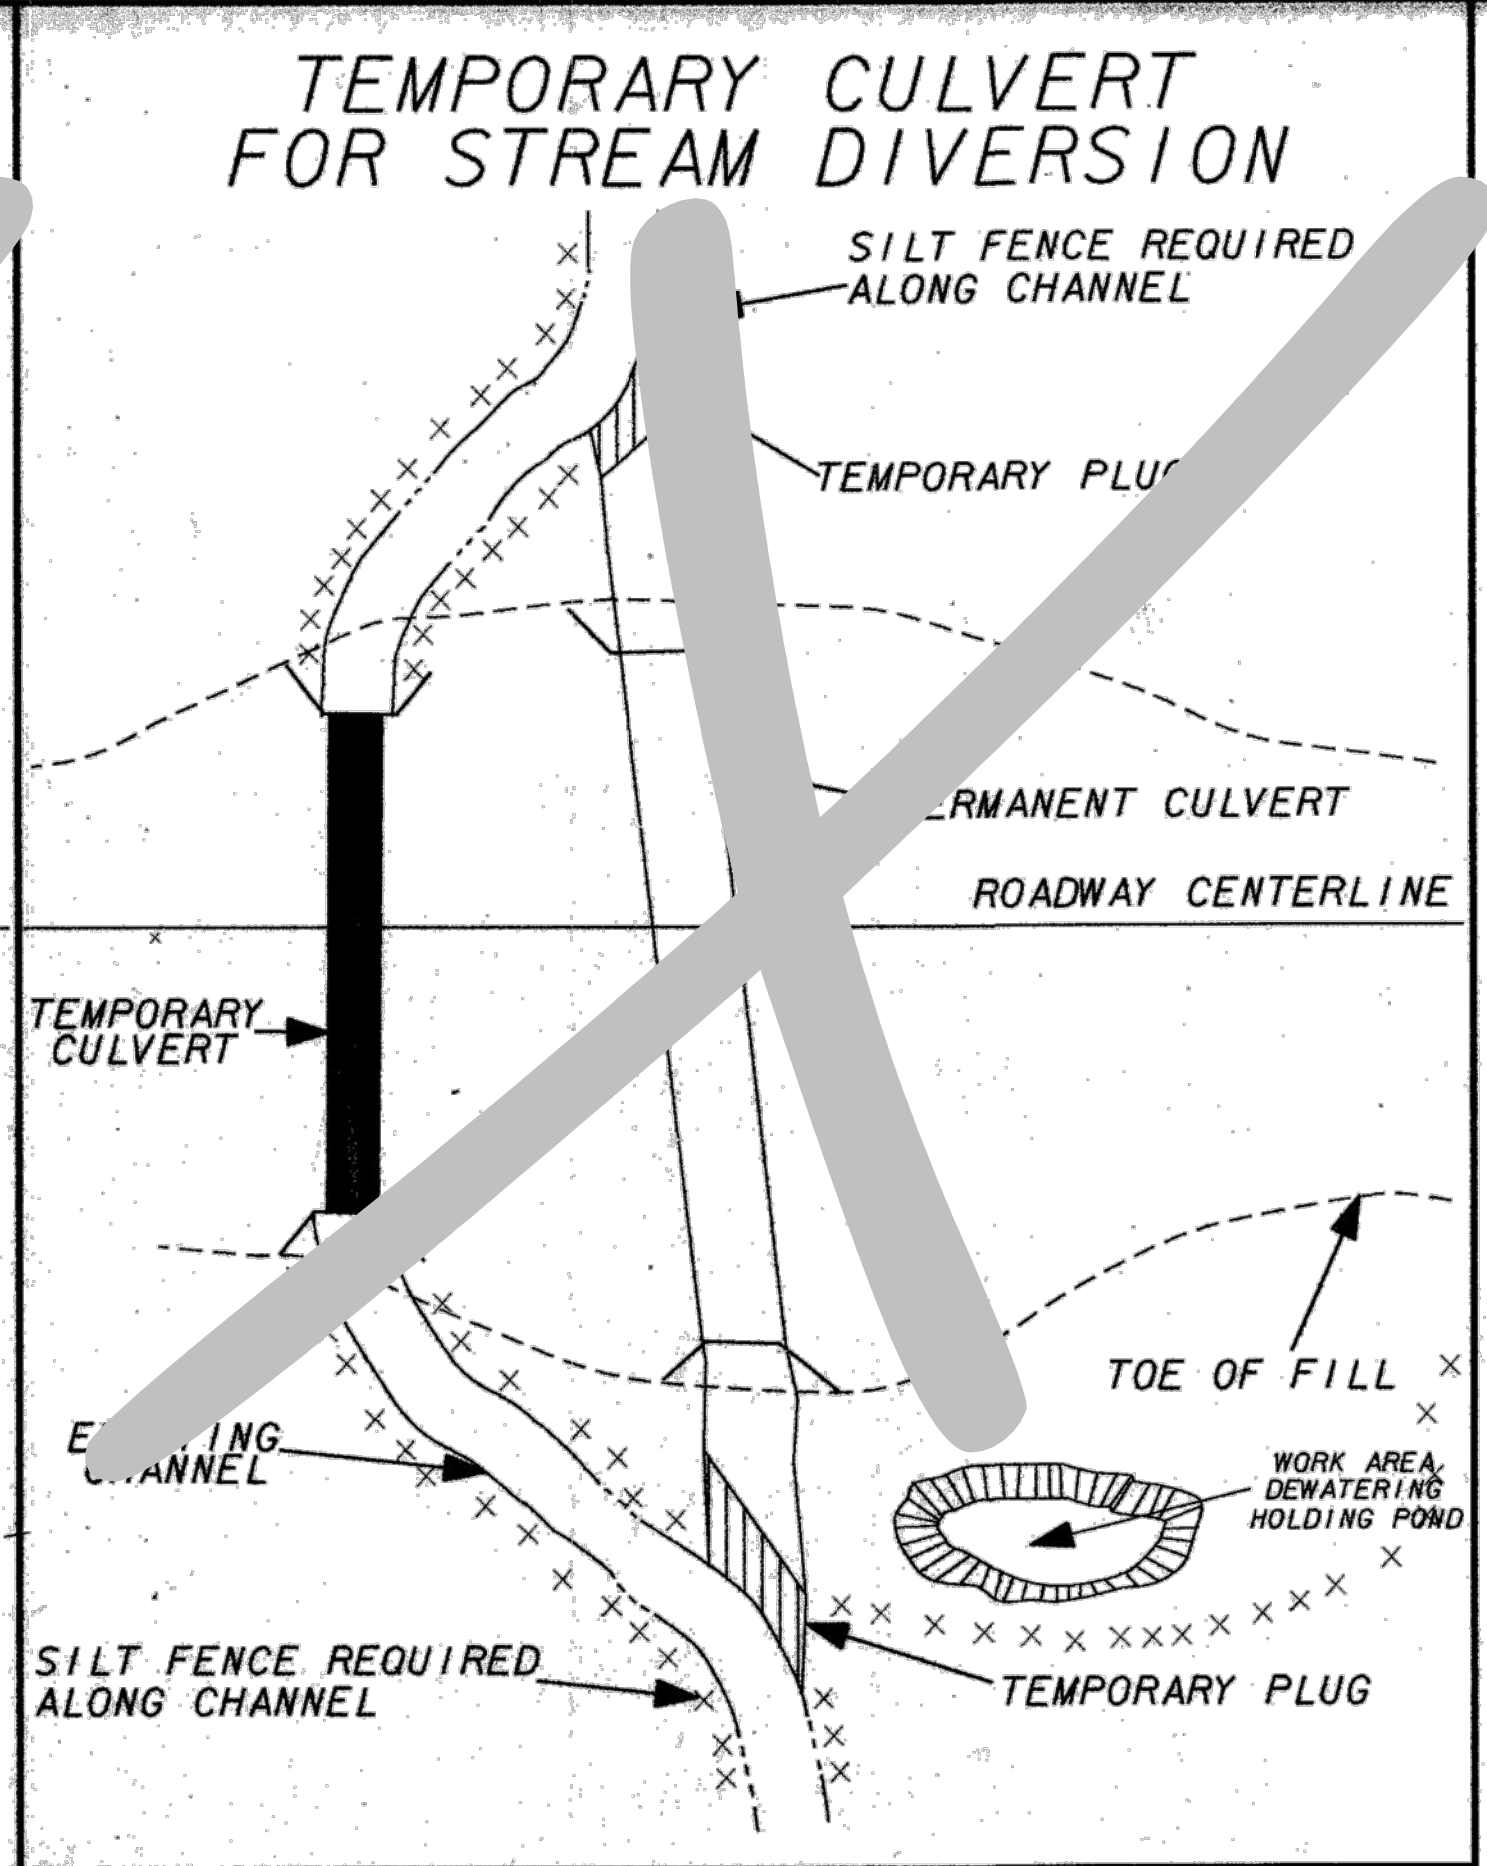 TEMPORARY CULVERT
FOR STREAM DIVERSION
SILT FENCE REQUIRED
ALONG CHANNEL
TEMPORARY
CULVERT
ROADWAY CENTERLINE
TEMPORARY
CULVERT
TOE OF FILL
CHANNEL
WORK AREA
DEWATERING
HOLDING POND
SILT FENCE REQUIRED
ALONG CHANNEL
TEMPORARY PLUG